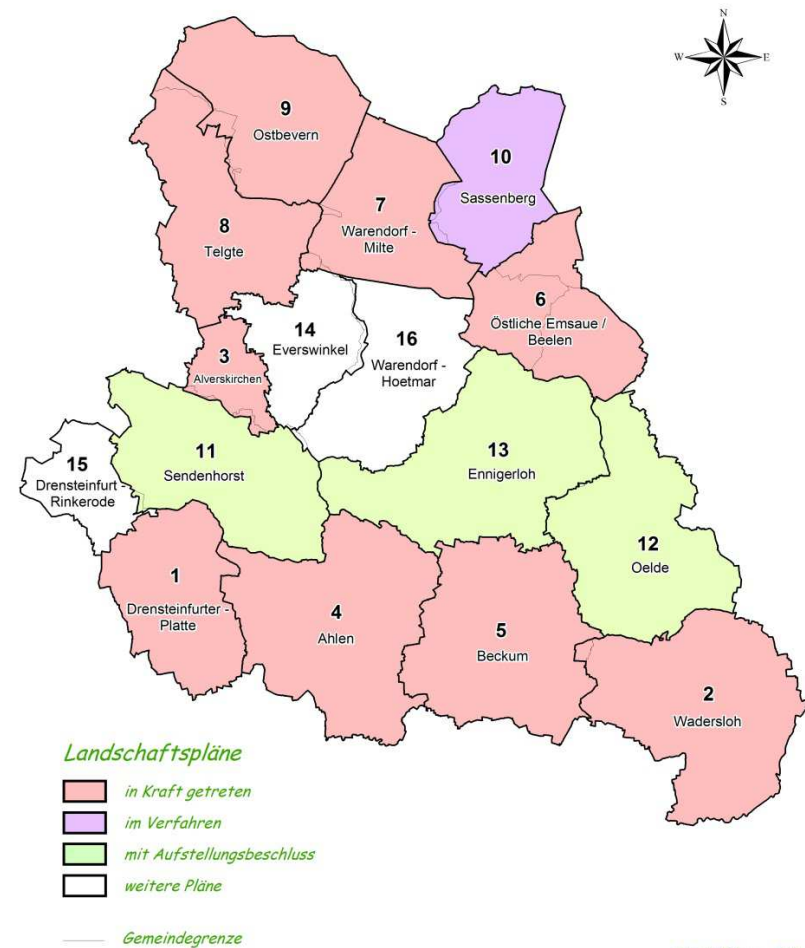 N
W E
S
9
Ostbevern
10
Sassenberg
7
Warendorf -
Milte
8
Telgte
6
Östliche Emsaue /
Beelen
14
Everswinkel
16
Warendorf -
Hoetmar
3
Alverskirchen
13
Ennigerloh
11
Sendenhorst
15
Drensteinfurt -
Rinkerode
12
Oelde
1
Drensteinfurter -
Platte
4
Ahlen
5
Beckum
2
Wadersloh
Landschaftspläne
in Kraft getreten
im Verfahren
mit Aufstellungsbeschluss
weitere Pläne
Gemeindegrenze